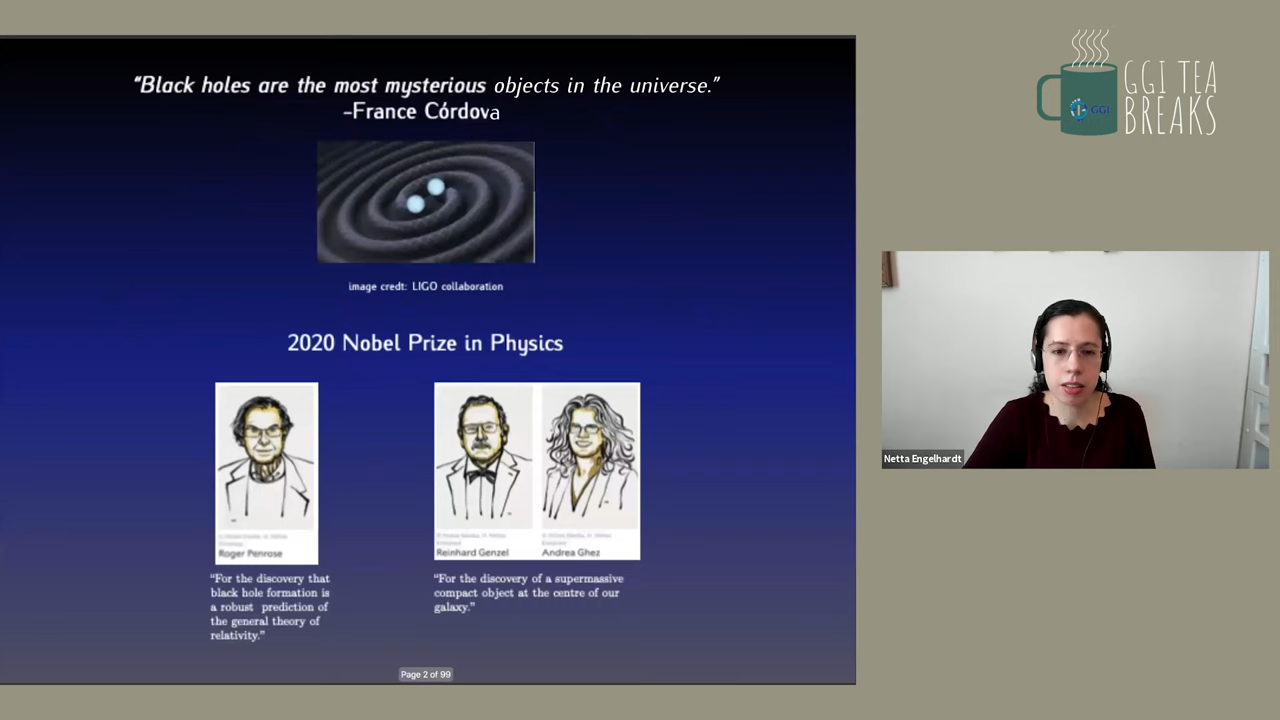 “Black holes are the most mysterious objects in the universe.”
–France Córdova
image credt: LIGO collaboration
2020 Nobel Prize in Physics
Roger Penrose
Reinhard Genzel
Andrea Ghez
“For the discovery that
black hole formation is
a robust prediction of
the general theory of
relativity.”
“For the discovery of a supermassive
compact object at the centre of our
galaxy.”
Page 2 of 99
GGI
GGI TEA
BREAKS
Netta Engelhardt